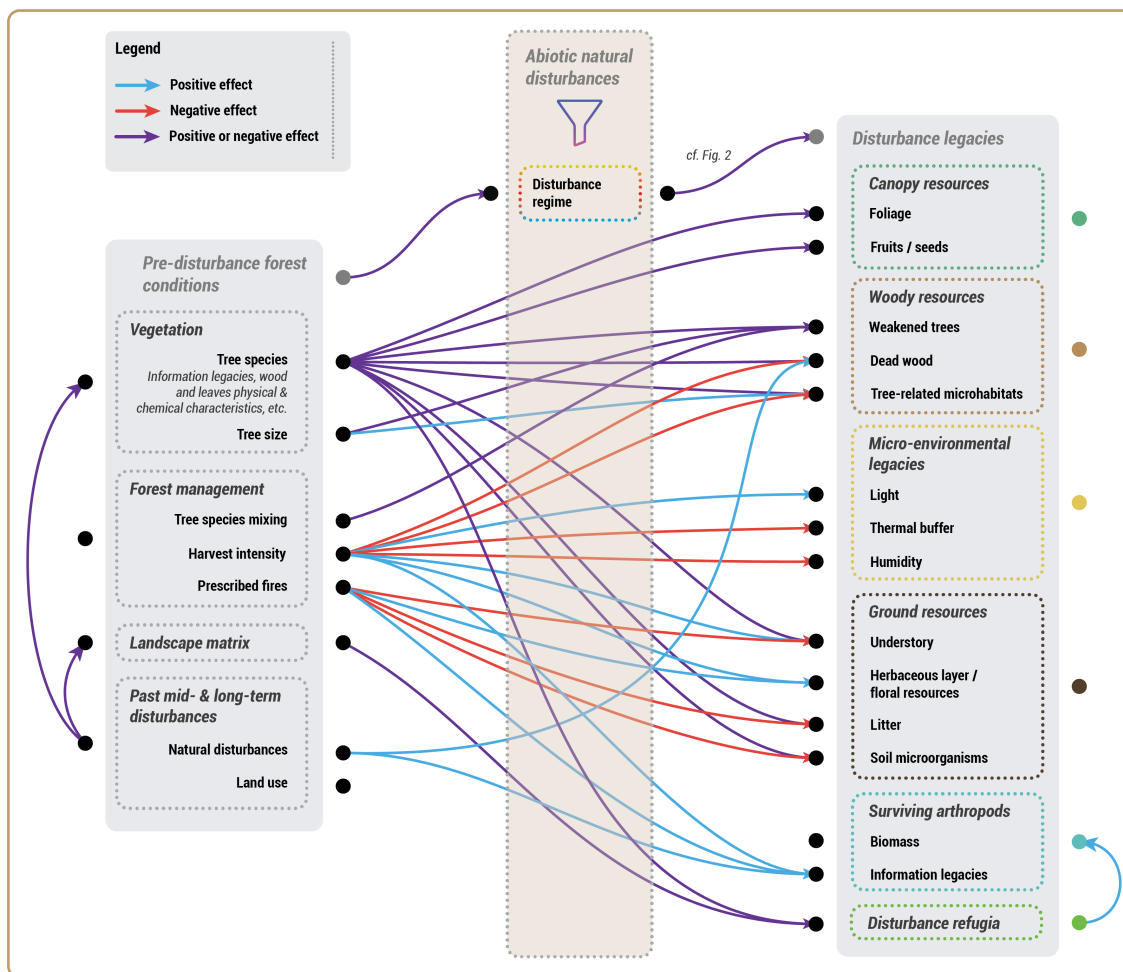 Legend
Positive effect
Negative effect
Positive or negative effect
Abiotic natural
disturbances
Disturbance
regime
cf. Fig. 2
Pre-disturbance forest
conditions
Vegetation
Tree species
Information legacies, wood
and leaves physical &
chemical characteristics, etc.
Tree size
Forest management
Tree species mixing
Harvest intensity
Prescribed fires
Landscape matrix
Past mid- & long-term
disturbances
Natural disturbances
Land use
Disturbance legacies
Canopy resources
Foliage
Fruits / seeds
Woody resources
Weakened trees
Dead wood
Tree-related microhabitats
Micro-environmental
legacies
Light
Thermal buffer
Humidity
Ground resources
Understory
Herbaceous layer /
floral resources
Litter
Soil microorganisms
Surviving arthropods
Biomass
Information legacies
Disturbance refugia